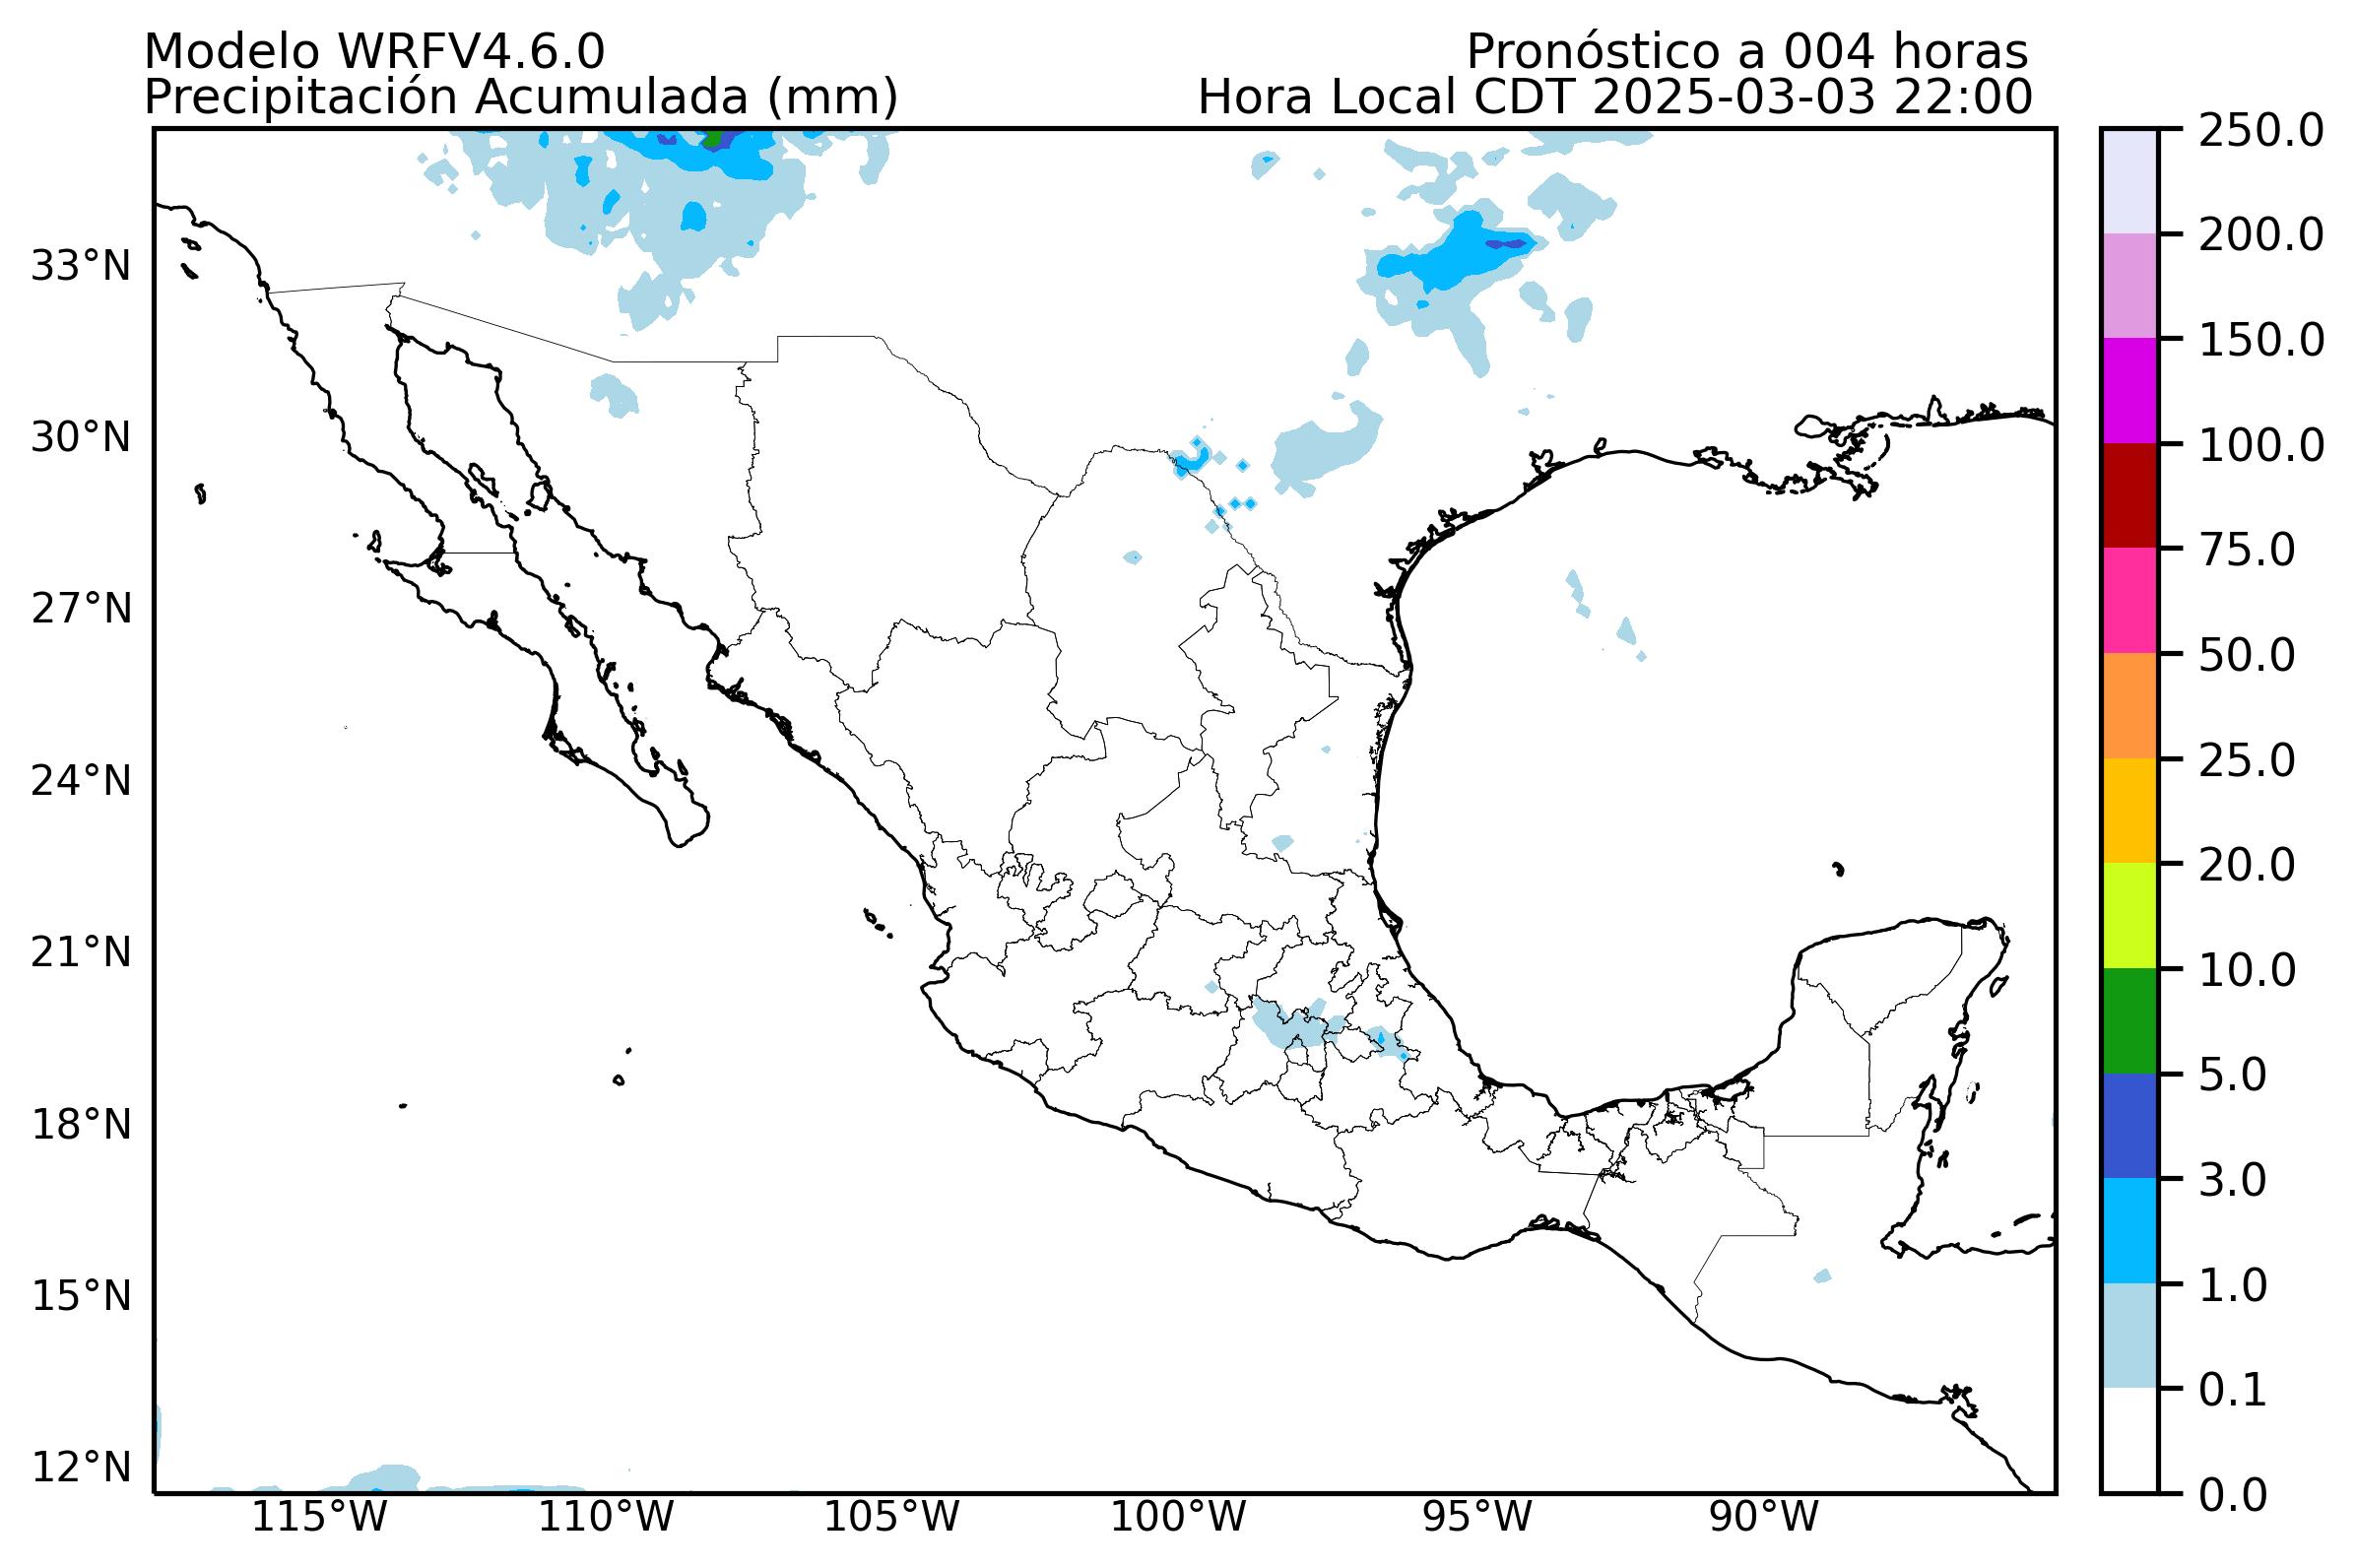 Modelo WRFV4.6.0
Pronóstico a 004 horas
Precipitación Acumulada (mm)
Hora Local CDT 2025-03-03 22:00
33°N
30°N
27°N
24°N
21°N
18°N
15°N
12°N
115°W
110°W
105°W
100°W
95°W
90°W
250.0
200.0
150.0
100.0
75.0
50.0
25.0
20.0
10.0
5.0
3.0
1.0
0.1
0.0